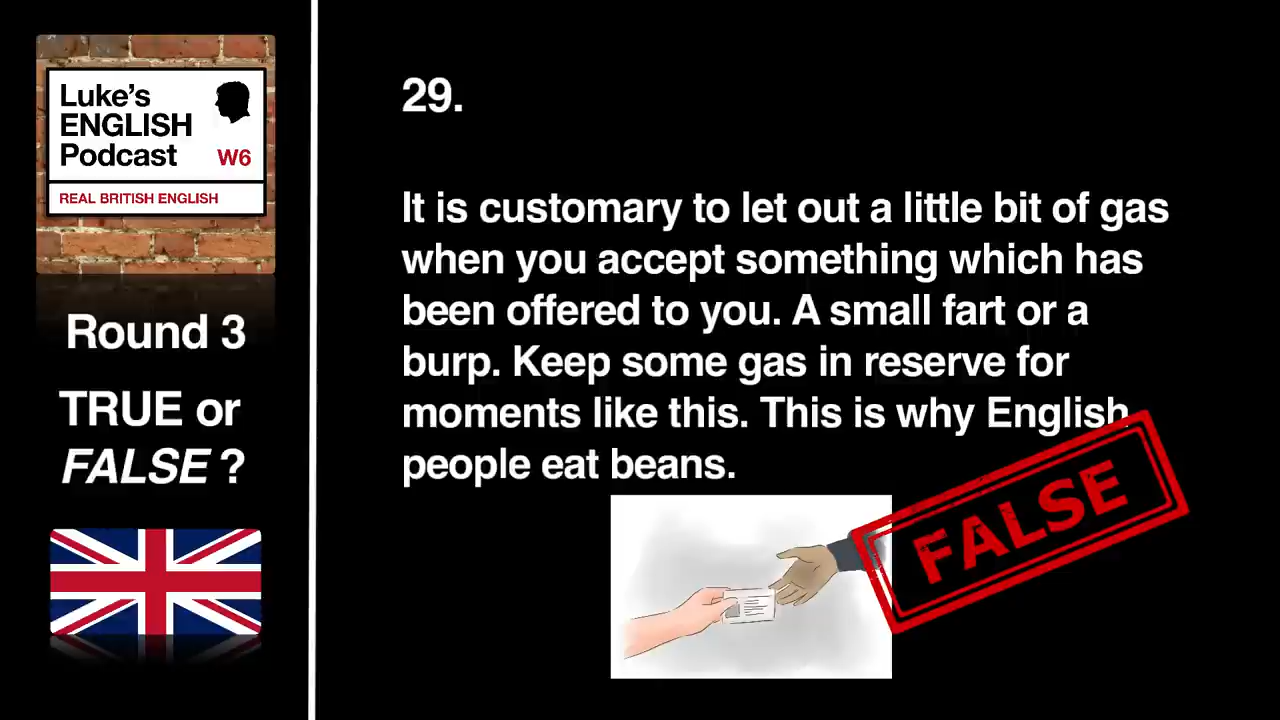 Luke's
ENGLISH
Podcast W6
REAL BRITISH ENGLISH
Round 3
TRUE or
FALSE ?
29.
It is customary to let out a little bit of gas
when you accept something which has
been offered to you. A small fart or a
burp. Keep some gas in reserve for
moments like this. This is why English
people eat beans.
FALSE